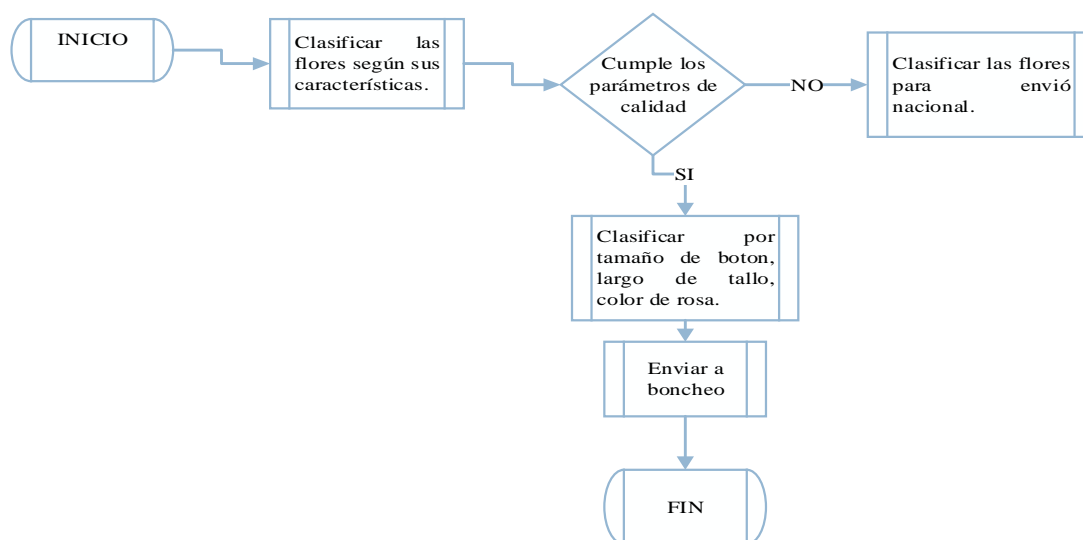 INICIO
Clasificar las
flores según sus
características.
Cumple los
parámetros de
calidad
NO
Clasificar las flores
para envió
nacional.
SI
Clasificar por
tamaño de boton,
largo de tallo,
color de rosa.
Enviar a
boncheo
FIN